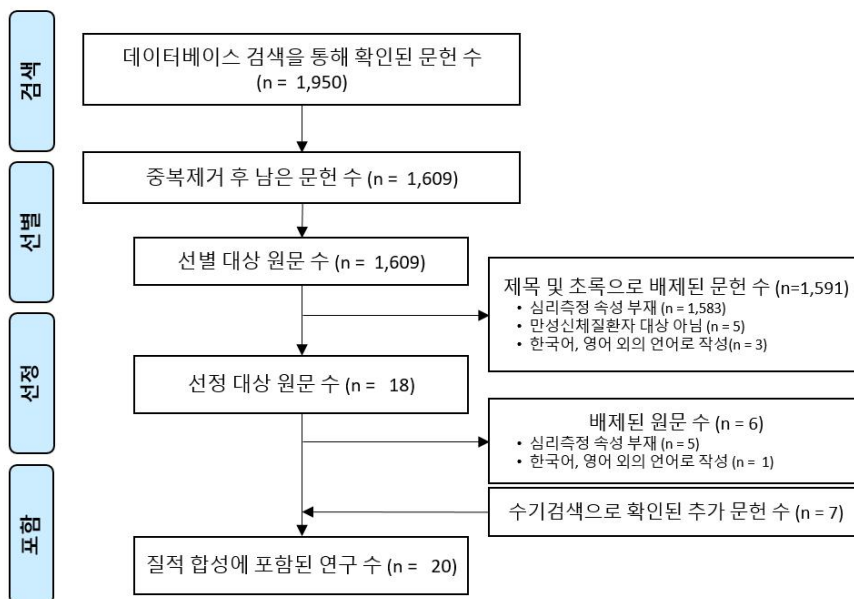 검색
데이터베이스 검색을 통해 확인된 문헌 수
(n = 1,950)
선별
중복제거 후 남은 문헌 수 (n = 1,609)
선별 대상 원문 수 (n = 1,609)
제목 및 초록으로 배제된 문헌 수 (n=1,591)
• 심리측정 속성 부재 (n = 1,583)
• 만성신체질환자 대상 아님 (n = 5)
• 한국어, 영어 외의 언어로 작성(n = 3)
선정
선정 대상 원문 수 (n = 18)
배제된 원문 수 (n = 6)
• 심리측정 속성 부재 (n = 5)
• 한국어, 영어 외의 언어로 작성 (n = 1)
포함
수기검색으로 확인된 추가 문헌 수 (n = 7)
질적 합성에 포함된 연구 수 (n = 20)